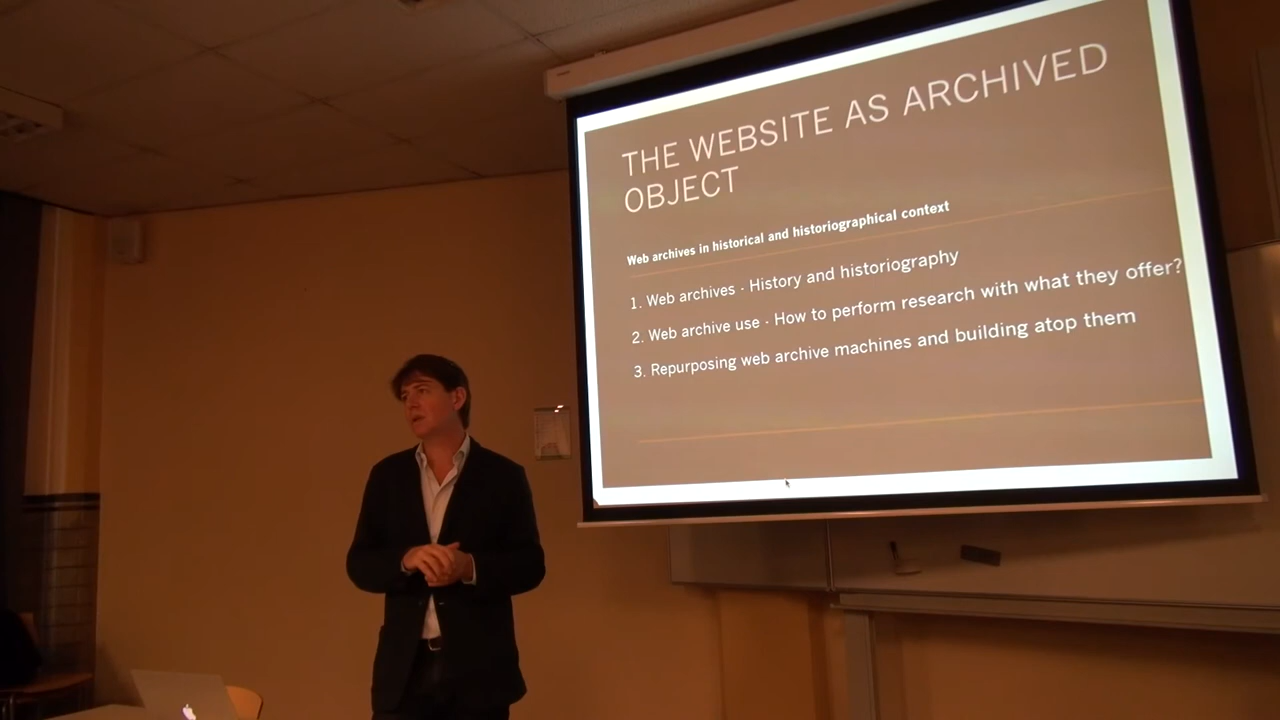 THE WEBSITE AS ARCHIVED
OBJECT
Web archives in historical and historiographical context
1. Web archives - History and historiography
2. Web archive use - How to perform research with what they offer?
3. Repurposing web archive machines and building atop them